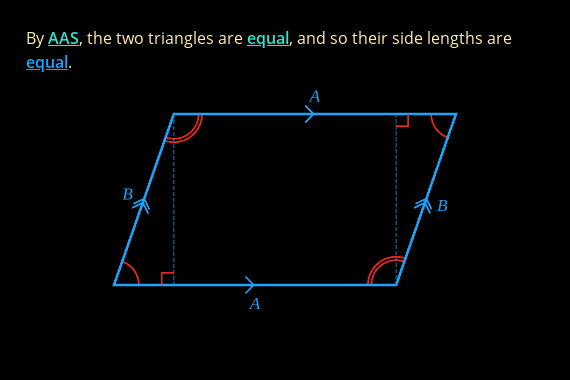 By AAS, the two triangles are equal, and so their side lengths are
equal.
A
B
B
A